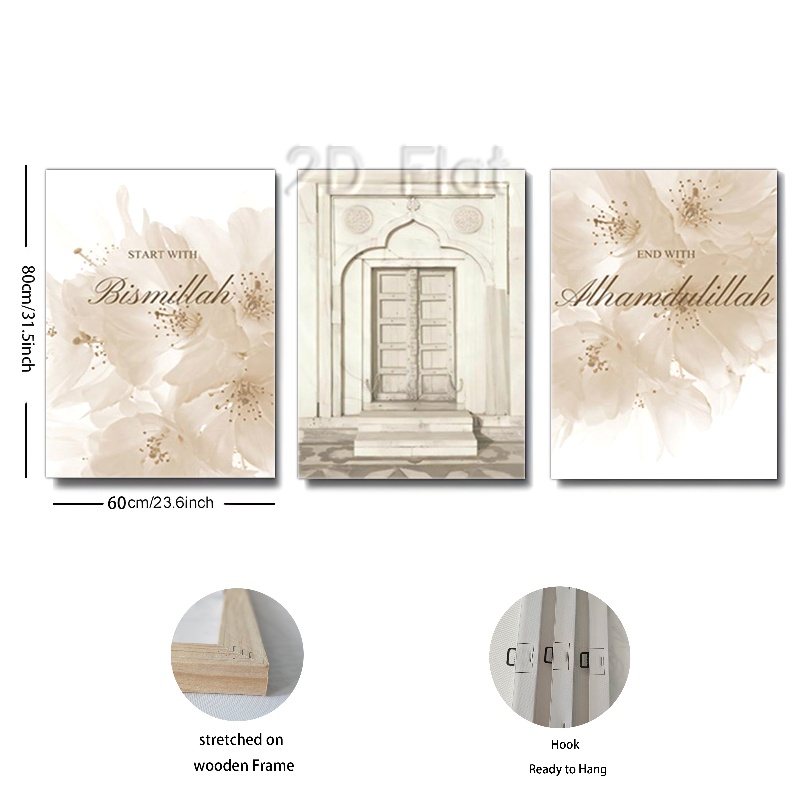 2D Flat
START WITH
Bismillah
END WITH
Alhamdulillah
80cm/31.5inch
60cm/23.6inch
stretched on
wooden Frame
Hook
Ready to Hang